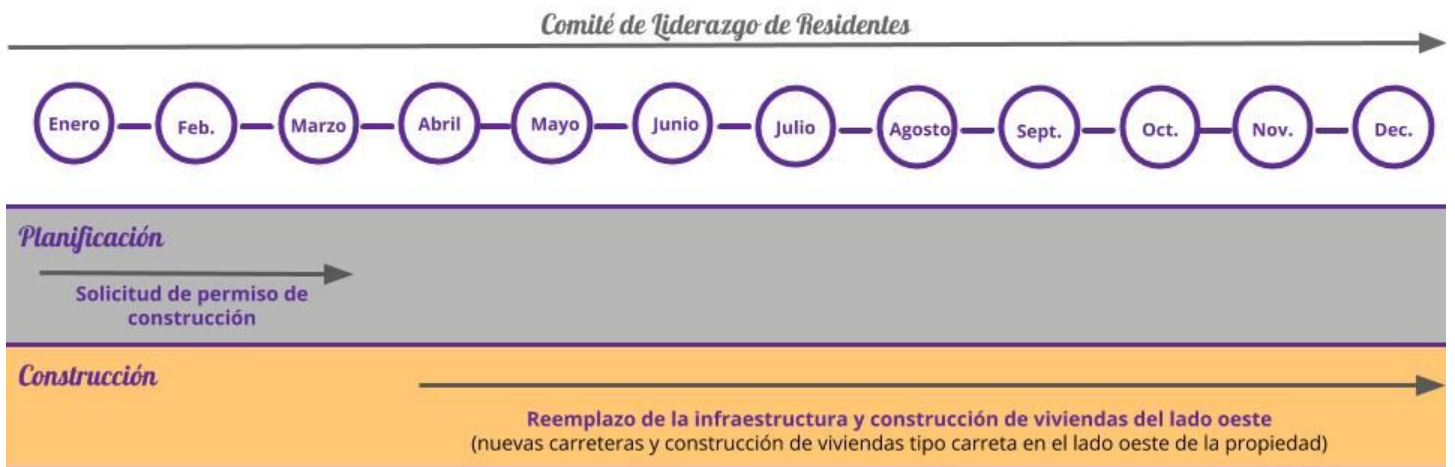 Comité de Liderazgo de Residentes
Enero Feb. Marzo Abril Mayo Junio Julio Agosto Sept. Oct. Nov. Dec.
Planificación
Solicitud de permiso de
construcción
Construcción
Reemplazo de la infraestructura y construcción de viviendas del lado oeste
(nuevas carreteras y construcción de viviendas tipo carreta en el lado oeste de la propiedad)